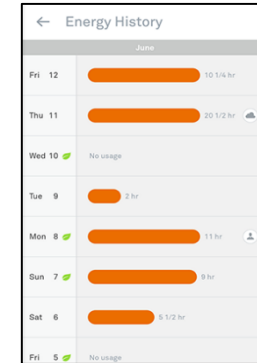 Energy History
June
Fri 12 10 1/4 hr
Thu 11 20 1/2 hr
Wed 10 No usage
Tue 9 2 hr
Mon 8 11 hr
Sun 7 9 hr
Sat 6 5 1/2 hr
Fri 5 No usage